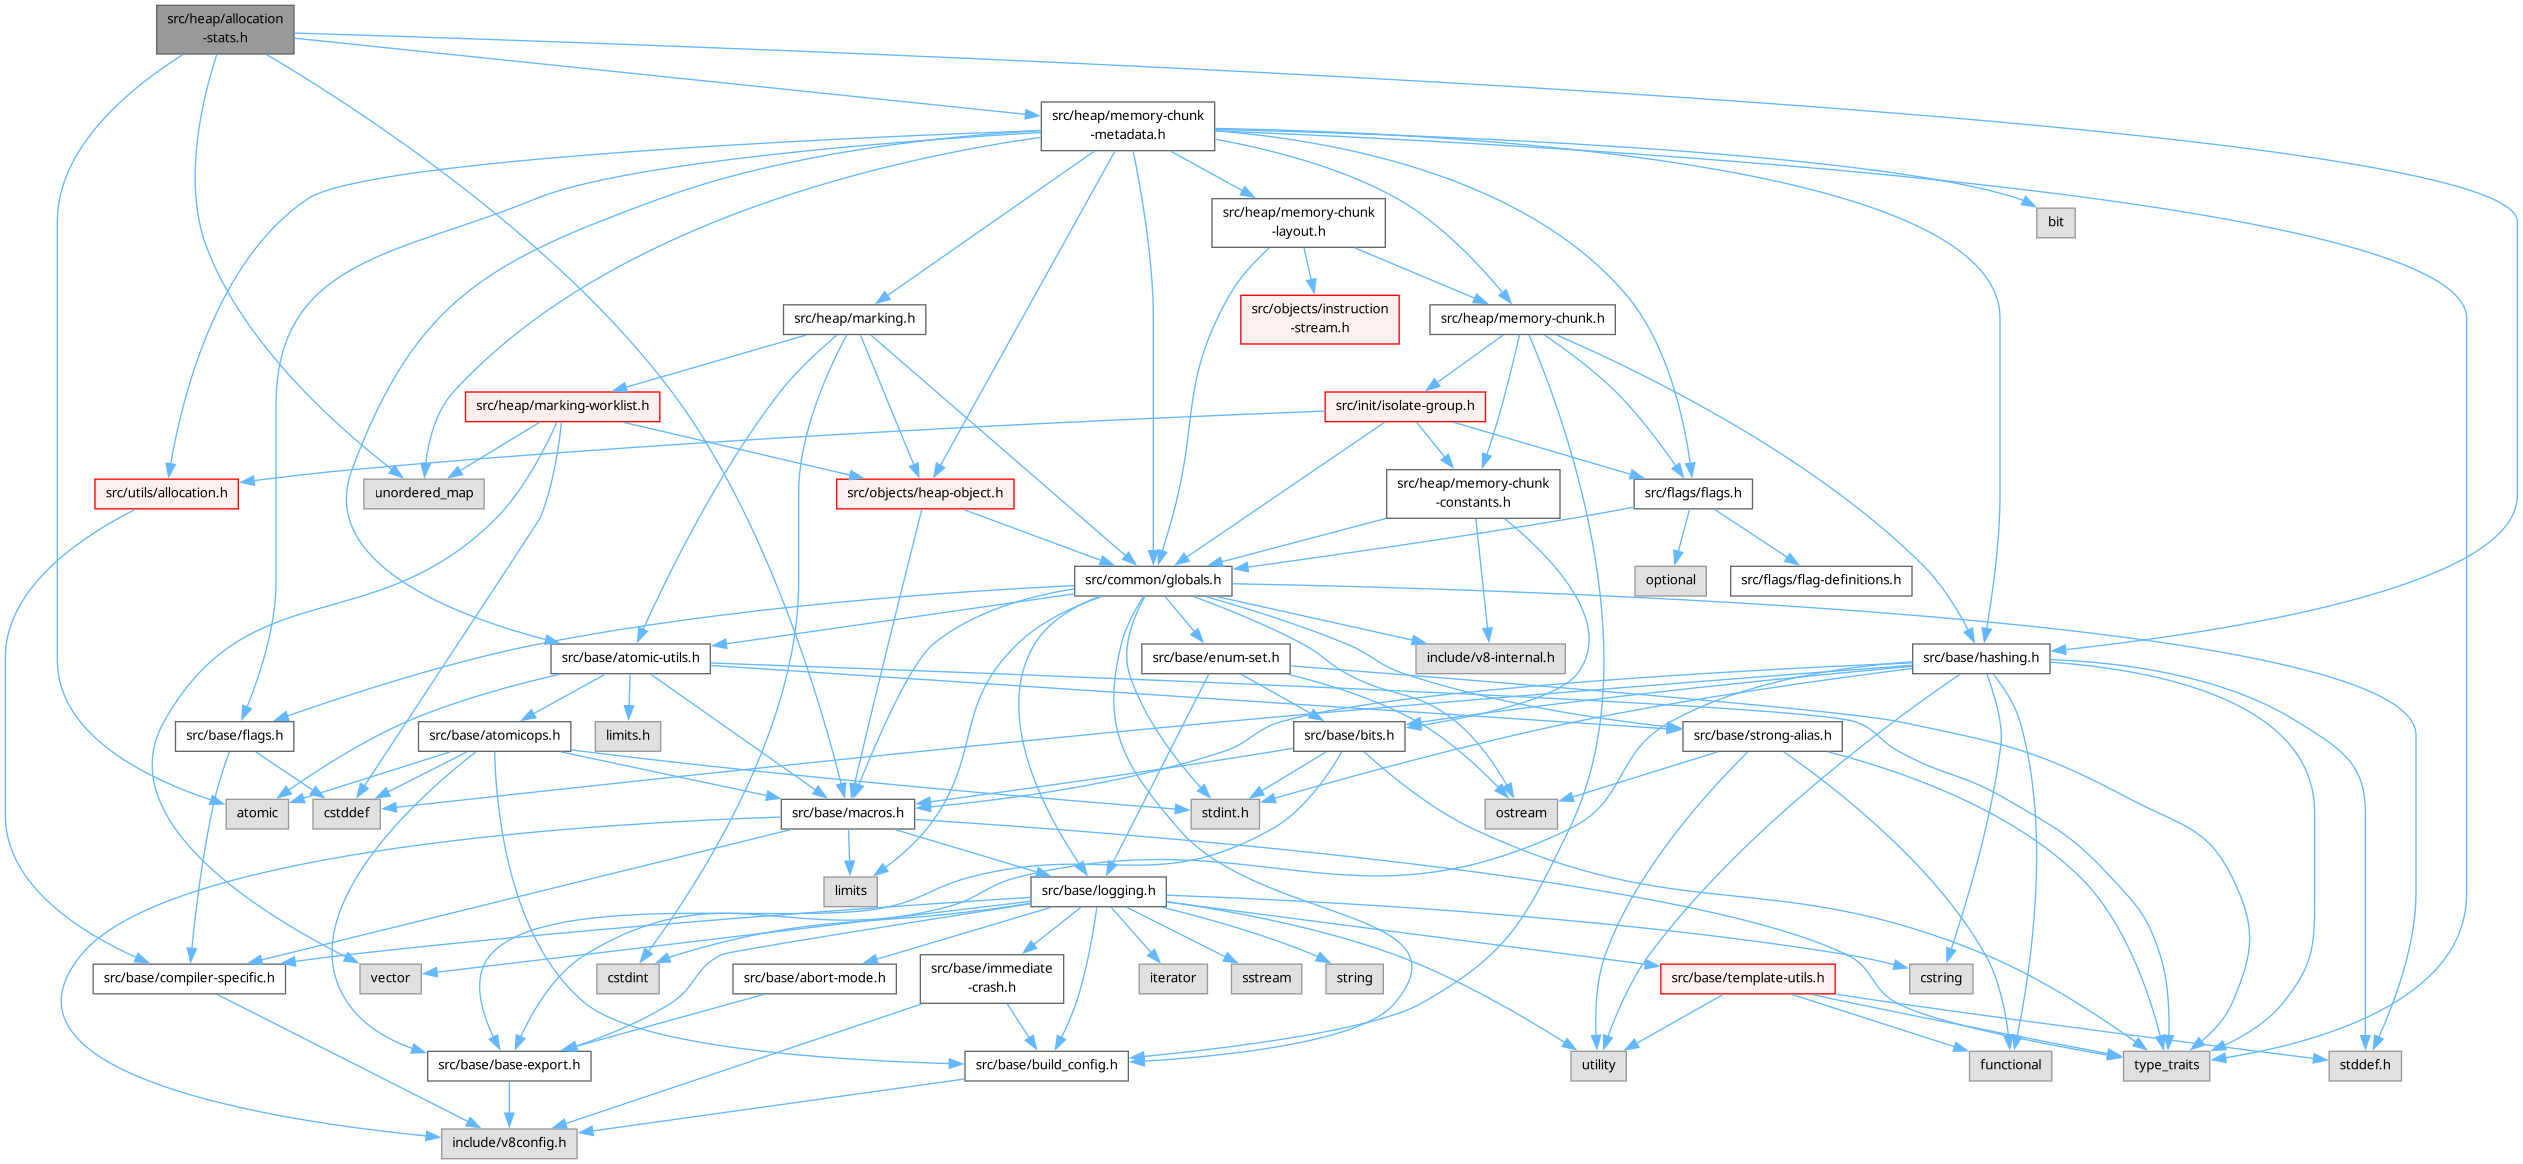 src/heap/allocation
-stats.h
src/heap/memory-chunk
-metadata.h
src/heap/memory-chunk
-layout.h
bit
src/heap/marking.h
src/objects/instruction
-stream.h
src/heap/memory-chunk.h
src/heap/marking-worklist.h
src/init/isolate-group.h
src/utils/allocation.h
unordered_map
src/objects/heap-object.h
src/heap/memory-chunk
-constants.h
src/flags/flags.h
src/common/globals.h
optional
src/flags/flag-definitions.h
src/base/atomic-utils.h
src/base/enum-set.h
include/v8-internal.h
src/base/hashing.h
src/base/flags.h
src/base/atomicops.h
limits.h
src/base/bits.h
src/base/strong-alias.h
atomic
cstddef
src/base/macros.h
stdint.h
ostream
limits
src/base/logging.h
src/base/compiler-specific.h
vector
cstdint
src/base/abort-mode.h
src/base/immediate
-crash.h
iterator
sstream
string
src/base/template-utils.h
cstring
src/base/base-export.h
src/base/build_config.h
utility
functional
type_traits
stddef.h
include/v8config.h